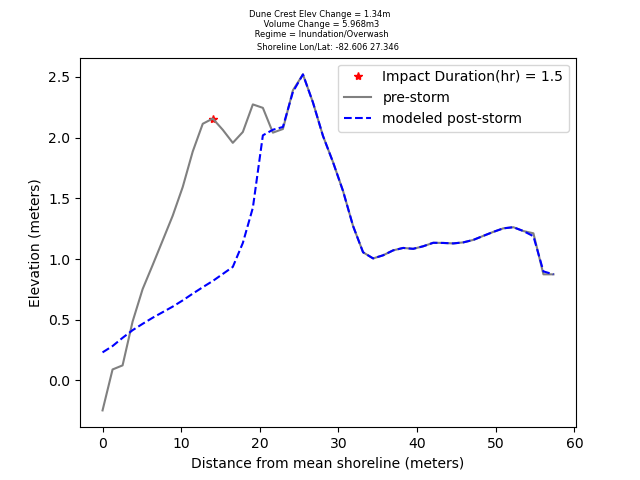 Dune Crest Elev Change = 1.34m
Volume Change = 5.968m3
Regime = Inundation/Overwash
Shoreline Lon/Lat: -82.606 27.346
Impact Duration(hr) = 1.5
pre-storm
modeled post-storm
Elevation (meters)
2.5
2.0
1.5
1.0
0.5
0.0
0 10 20 30 40 50 60
Distance from mean shoreline (meters)